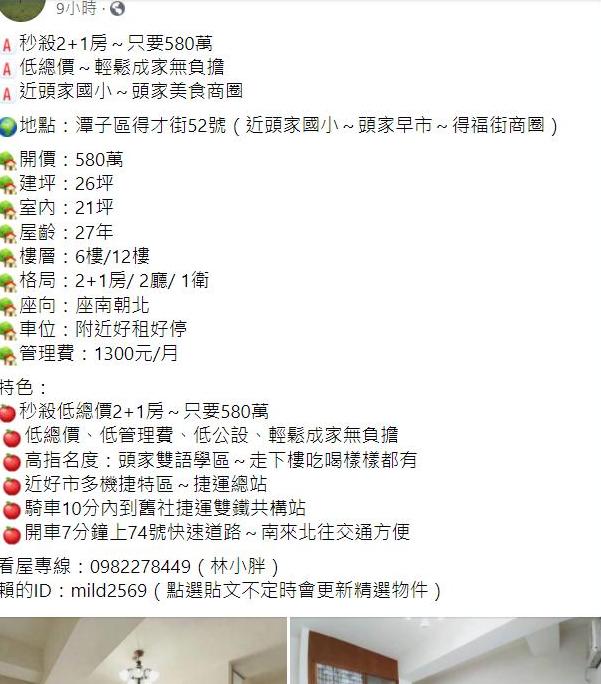 9小時 ·
秒殺2+1房～只要580萬
低總價～輕鬆成家無負擔
近頭家國小～頭家美食商圈
地點：潭子區得才街52號（近頭家國小～頭家早市～得福街商圈）
開價：580萬
建坪：26坪
室內：21坪
屋齡：27年
樓層：6樓/12樓
格局：2+1房/ 2廳/ 1衛
座向：座南朝北
車位：附近好租好停
管理費：1300元/月
特色：
秒殺低總價2+1房～只要580萬
低總價、低管理費、低公設、輕鬆成家無負擔
高指名度：頭家雙語學區～走下樓吃喝樣樣都有
近好市多機捷特區～捷運總站
騎車10分內到舊社捷運雙鐵共構站
開車7分鐘上74號快速道路～南來北往交通方便
看屋專線：0982278449（林小胖）
賴的ID：mild2569（點選貼文不定時會更新精選物件）